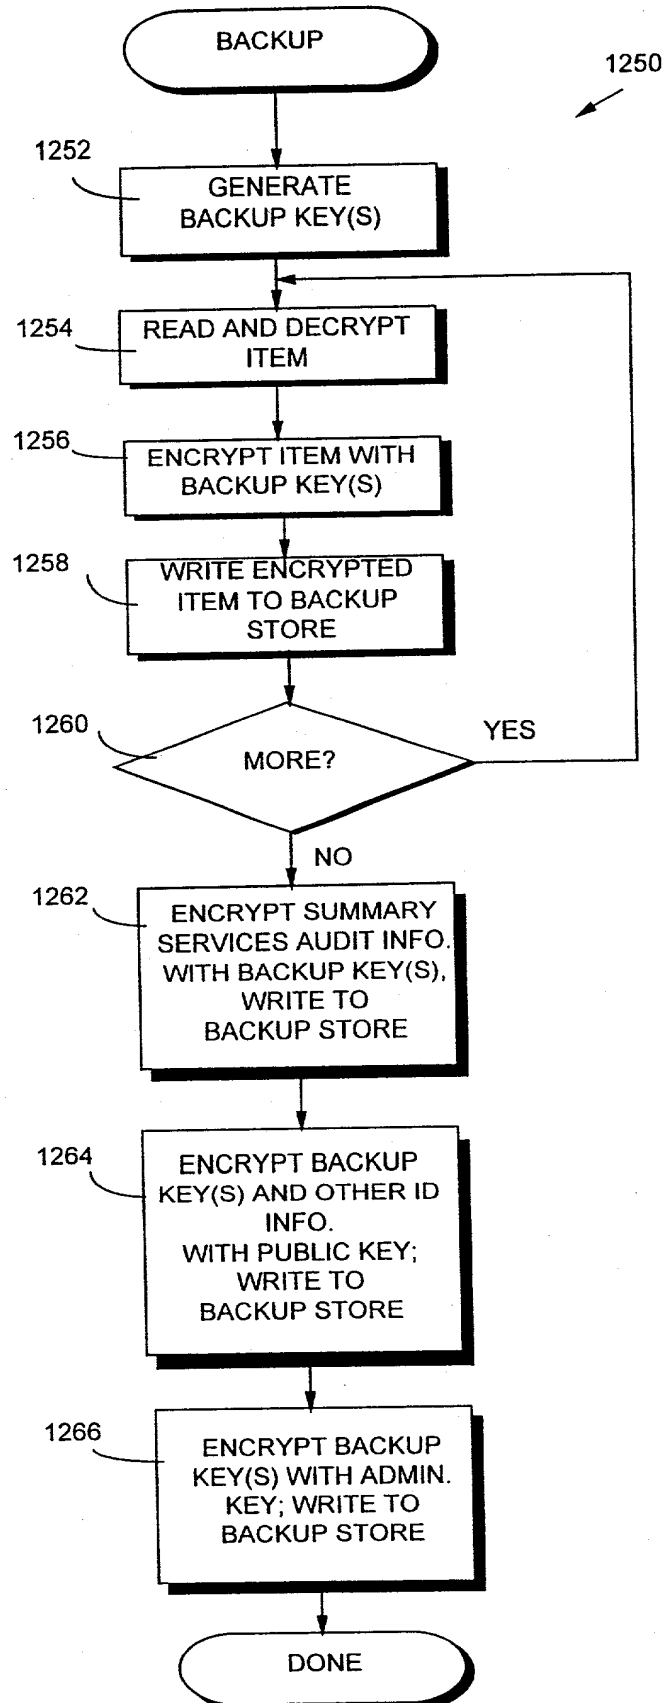 BACKUP
1250
1252
GENERATE
BACKUP KEY(S)
1254
READ AND DECRYPT
ITEM
1256
ENCRYPT ITEM WITH
BACKUP KEY(S)
1258
WRITE ENCRYPTED
ITEM TO BACKUP
STORE
1260
MORE?
YES
NO
1262
ENCRYPT SUMMARY
SERVICES AUDIT INFO.
WITH BACKUP KEY(S),
WRITE TO
BACKUP STORE
1264
ENCRYPT BACKUP
KEY(S) AND OTHER ID
INFO.
WITH PUBLIC KEY;
WRITE TO
BACKUP STORE
1266
ENCRYPT BACKUP
KEY(S) WITH ADMIN.
KEY; WRITE TO
BACKUP STORE
DONE